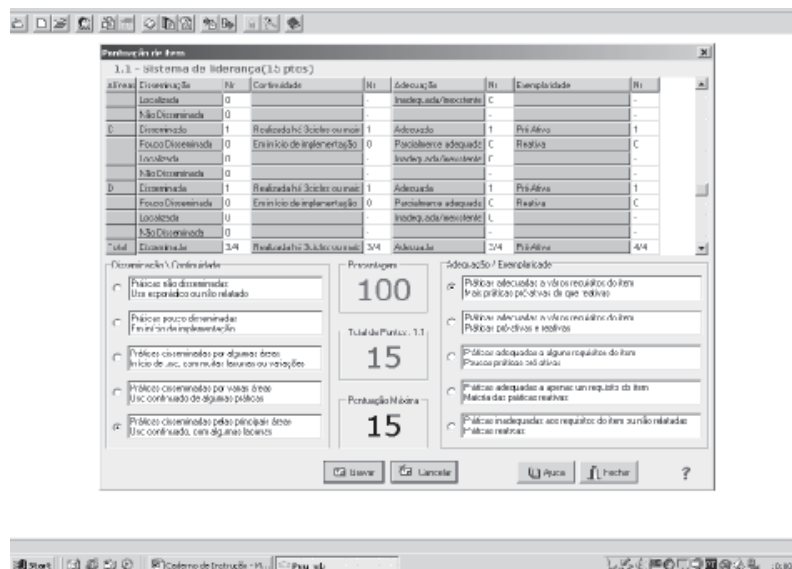 Pontuação de Item
1.1 - Sistema de liderança(15 ptos)
Alíneas Disseminação Nr Continuidade Nr Adequação Nr Exemplaridade Nr
Localizada 0 - Inadequada/Inexistente C -
Não Disseminada 0 - - -
C Disseminada 1 Realizada há 3 ciclos ou mais 1 Adequada 1 Pró-Ativa 1
Pouco Disseminada 0 Em início de implementação 0 Parcialmente adequada C Reativa C
Localizada 0 - Inadequada/Inexistente C -
Não Disseminada 0 - - -
D Disseminada 1 Realizada há 3 ciclos ou mais 1 Adequada 1 Pró-Ativa 1
Pouco Disseminada 0 Em início de implementação 0 Parcialmente adequada C Reativa C
Localizada 0 - Inadequada/Inexistente C -
Não Disseminada 0 - - -
Total Disseminada 3/4 Realizada há 3 ciclos ou mais 3/4 Adequada 3/4 Pró-Ativa 4/4
Disseminação \ Continuidade
Práticas não disseminadas
Uso esporádico ou não relatado
Práticas pouco disseminadas
Em início de implementação
Práticas disseminadas por algumas áreas
Início de uso, com muitas lacunas ou variações
Práticas disseminadas por várias áreas
Uso continuado de algumas práticas
Práticas disseminadas pelas principais áreas
Uso continuado, com algumas lacunas
Porcentagem
100
Total de Pontos - 1.1
15
Pontuação Máxima
15
Adequação / Exemplaridade
Práticas adequadas a vários requisitos do item
Mais práticas pró-ativas do que reativas
Práticas adequadas a vários requisitos do item
Práticas pró-ativas e reativas
Práticas adequadas a alguns requisitos do item
Poucas práticas pró-ativas
Práticas adequadas a apenas um requisito do item
Maioria das práticas reativas
Práticas inadequadas aos requisitos do item ou não relatadas
Práticas reativas
Gravar Cancelar Ajuda Fechar ?
Start Caderno de Instrução - M...